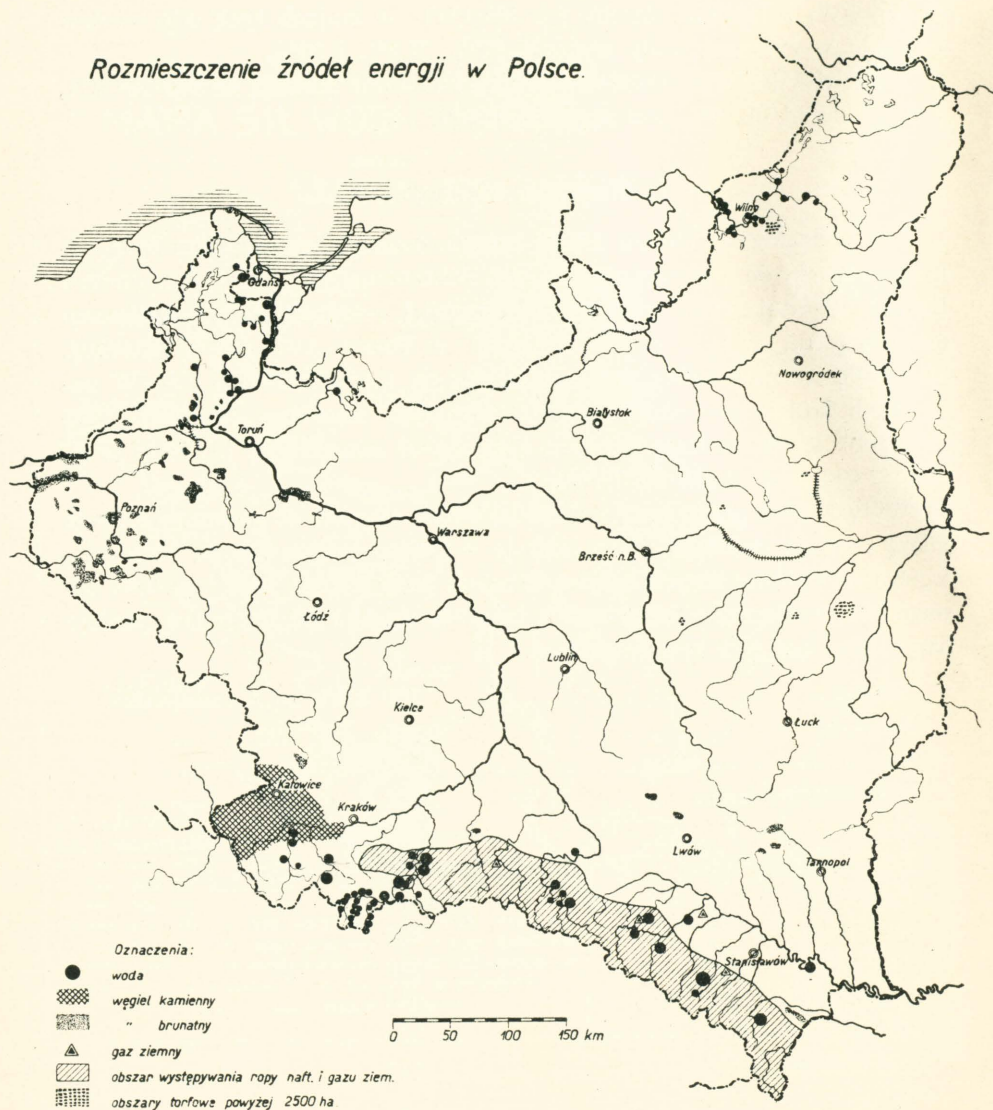 Rozmieszczenie źródeł energji w Polsce.
Wilno
Gdańsk
Nowogródek
Białystok
Toruń
Poznań
Warszawa
Brześć n.B.
Łódź
Lublin
Kielce
Łuck
Katowice
Kraków
Lwów
Tarnopol
Stanisławów
Oznaczenia:
woda
węgiel kamienny
" brunatny
gaz ziemny
obszar występywania ropy naft. i gazu ziem.
obszary torfowe powyżej 2500 ha
0 50 100 150 km